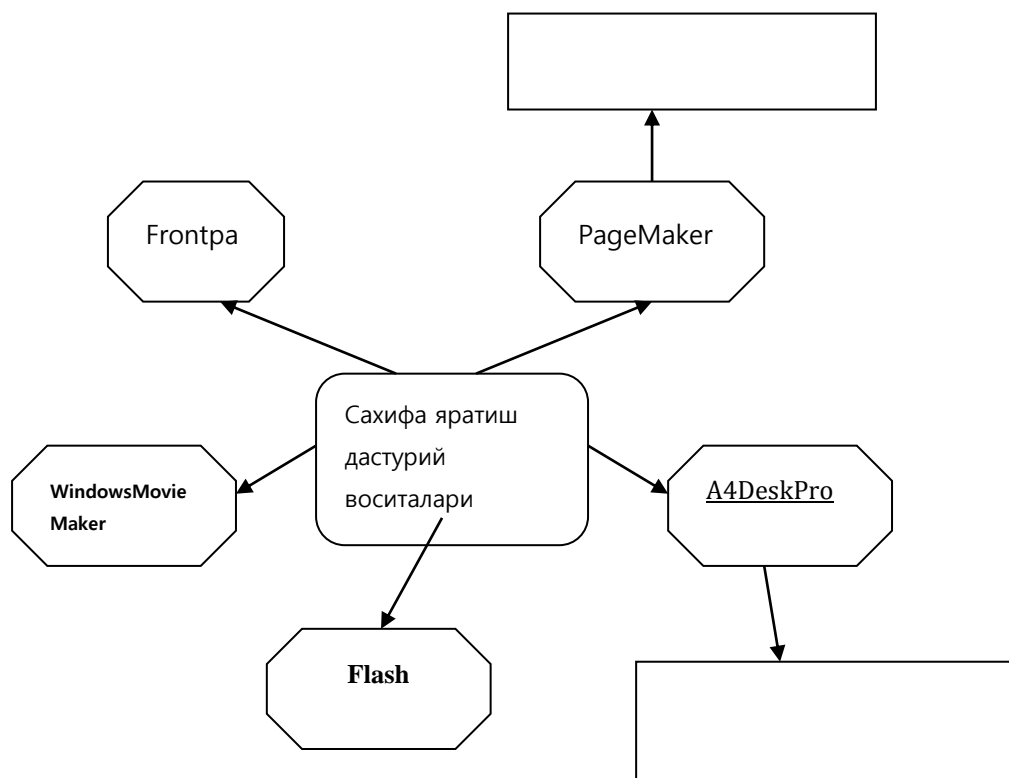 Frontpa
PageMaker
Сахифа яратиш
дастурий
воситалари
WindowsMovie
Maker
A4DeskPro
Flash